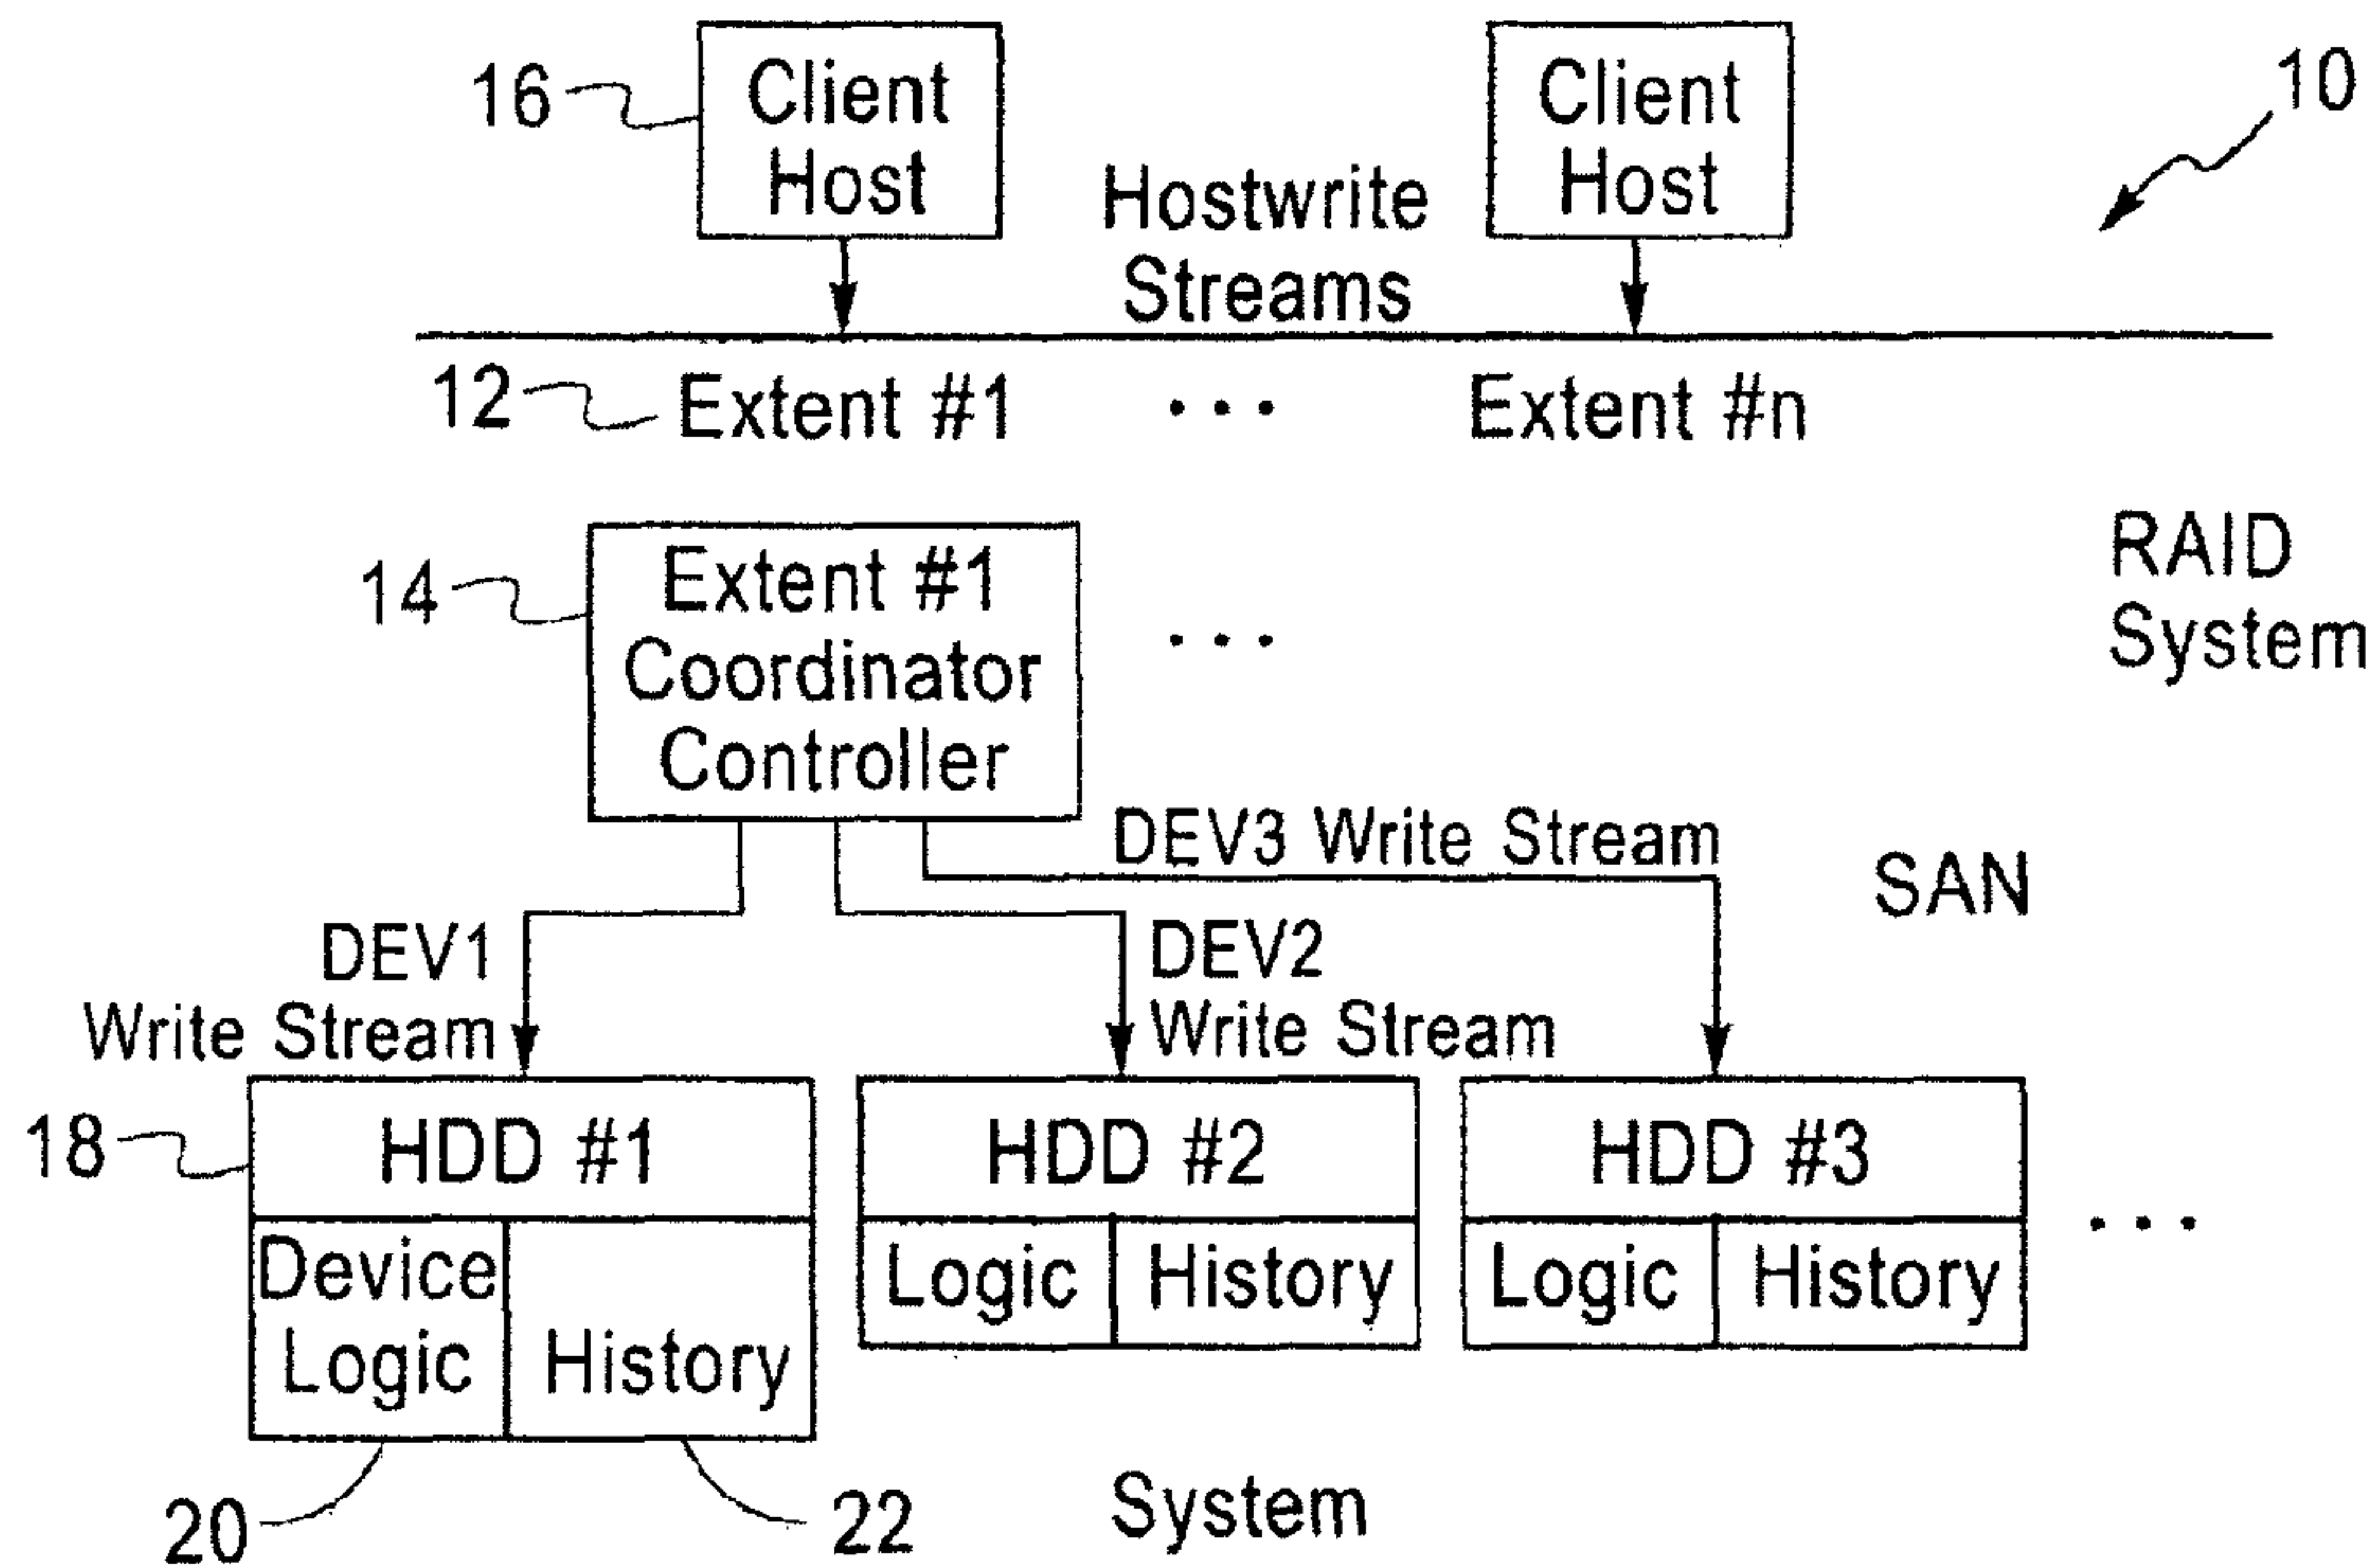 16
Client
Host
Client
Host
10
Hostwrite
Streams
12
Extent #1
. . .
Extent #n
14
Extent #1
Coordinator
Controller
. . .
RAID
System
DEV3 Write Stream
SAN
DEV1
Write Stream
DEV2
Write Stream
18
HDD #1
HDD #2
HDD #3
Device
Logic
History
Logic
History
Logic
History
. . .
20
22
System